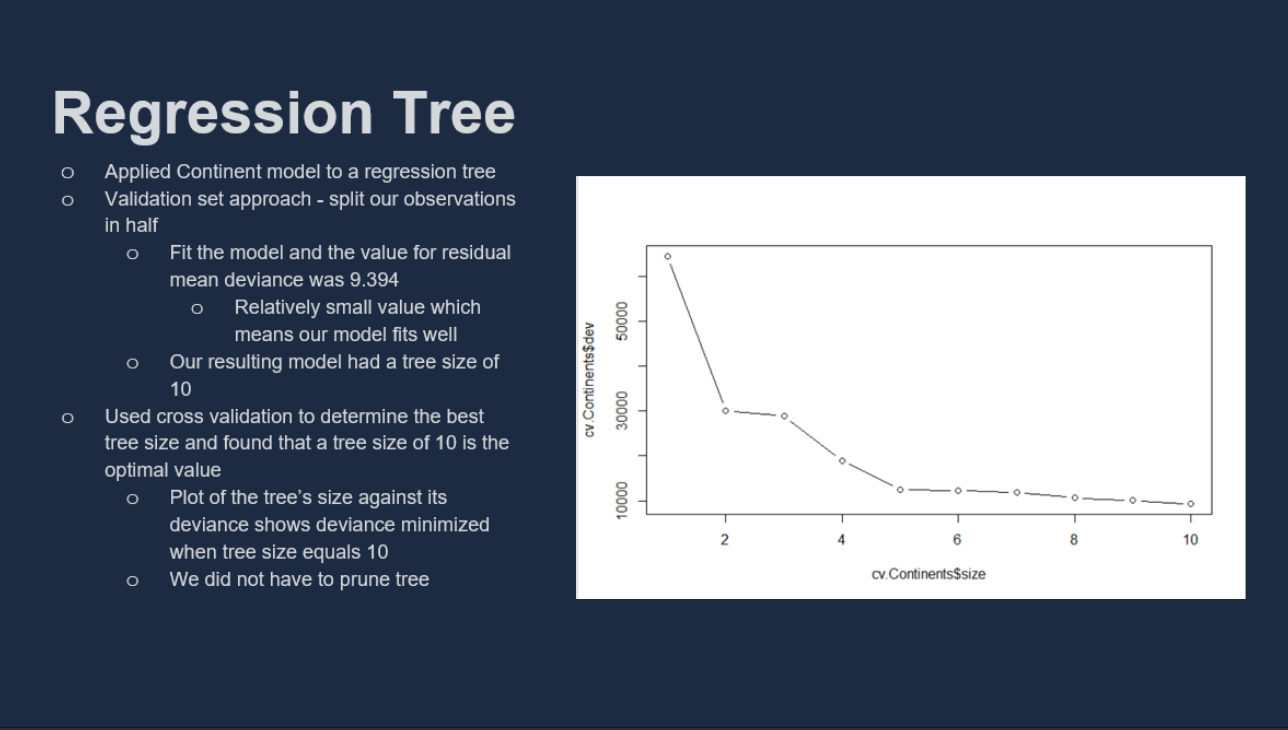 Regression Tree
o Applied Continent model to a regression tree
o Validation set approach - split our observations
in half
o Fit the model and the value for residual
mean deviance was 9.394
o Relatively small value which
means our model fits well
o Our resulting model had a tree size of
10
o Used cross validation to determine the best
tree size and found that a tree size of 10 is the
optimal value
o Plot of the tree's size against its
deviance shows deviance minimized
when tree size equals 10
o We did not have to prune tree
cv.Continents$dev
50000
30000
10000
2 4 6 8 10
cv.Continents$size